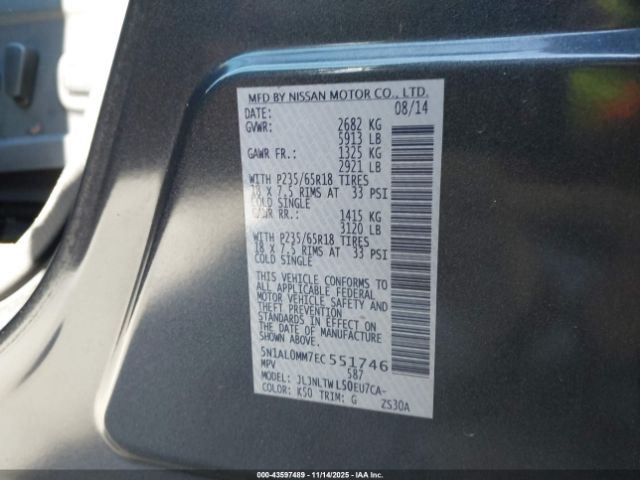 MFD BY NISSAN MOTOR CO., LTD.
DATE: 08/14
GVWR: 2682 KG
5913 LB
GAWR FR.: 1325 KG
2921 LB
WITH P235/65R18 TIRES
18 X 7.5 RIMS AT 33 PSI
COLD SINGLE
GAWR RR.: 1415 KG
3120 LB
WITH P235/65R18 TIRES
18 X 7.5 RIMS AT 33 PSI
COLD SINGLE
THIS VEHICLE CONFORMS TO
ALL APPLICABLE FEDERAL
MOTOR VEHICLE SAFETY AND
THEFT PREVENTION
STANDARDS IN EFFECT ON
THE DATE OF MANUFACTURE
SHOWN ABOVE.
5N1AL0MM7EC551746
MPV 587
MODEL: JLJNLTWL50EU7CA-
COLOR: K50 TRIM: G ZS30A
000-43597489 - 11/14/2025 - IAAI.com